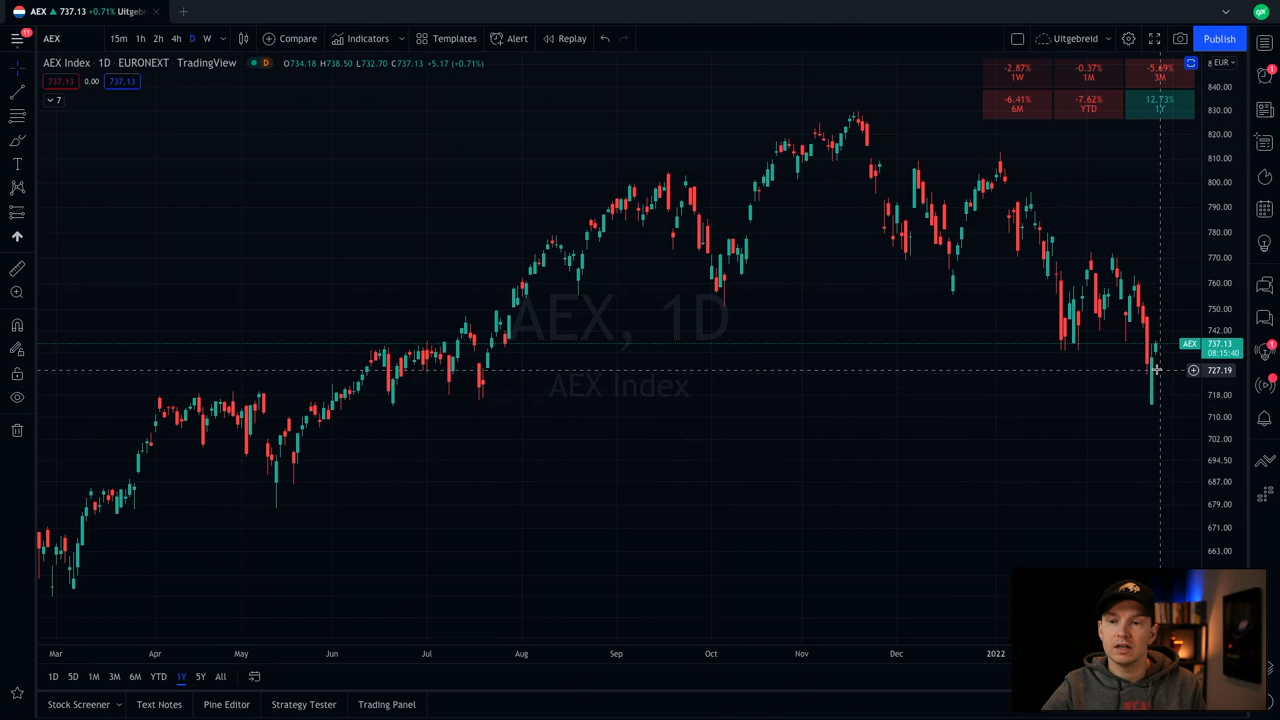 AEX ▲ 737.13 +0.71% Uitgeb
11
AEX
15m 1h 2h 4h D W
Compare
Indicators
Templates
Alert
Replay
Uitgebreid
Publish
AEX Index · 1D · EURONEXT · TradingView
D
O734.18 H738.50 L732.70 C737.13 +5.17 (+0.71%)
737.13 0.00 737.13
7
-2.87%
1W
-0.37%
1M
-5.69%
3M
-6.41%
6M
-7.62%
YTD
12.73%
1Y
EUR
840.00
830.00
820.00
810.00
800.00
790.00
780.00
770.00
760.00
750.00
742.00
AEX 737.13
08:15:40
727.19
718.00
710.00
702.00
694.50
687.00
679.00
671.00
663.00
AEX, 1D
AEX Index
Mar Apr May Jun Jul Aug Sep Oct Nov Dec 2022
1D 5D 1M 3M 6M YTD 1Y 5Y All
Stock Screener
Text Notes
Pine Editor
Strategy Tester
Trading Panel
1
1